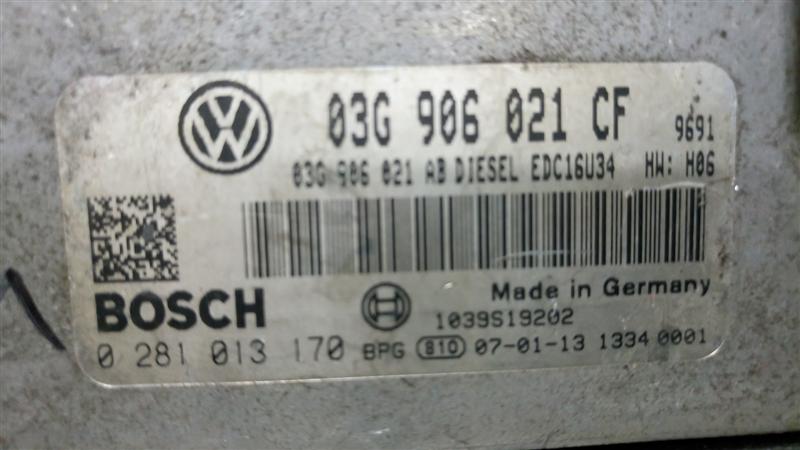 03G 906 021 CF 9691
03G 906 021 AB DIESEL EDC16U34 HW: H06
BOSCH
Made in Germany
1039S19202
0 281 013 170 BPG 810 07-01-13 1334 0001